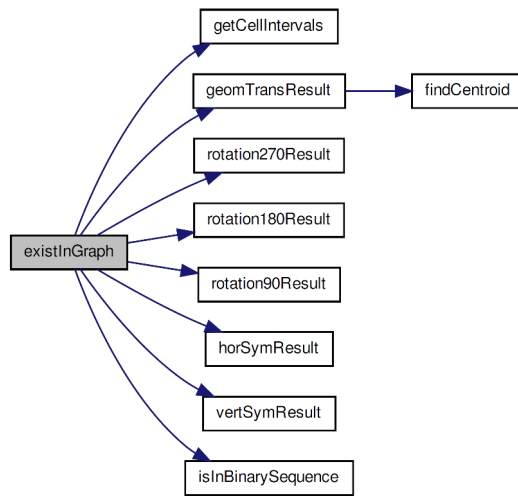 getCellIntervals
geomTransResult
findCentroid
rotation270Result
rotation180Result
existInGraph
rotation90Result
horSymResult
vertSymResult
isInBinarySequence